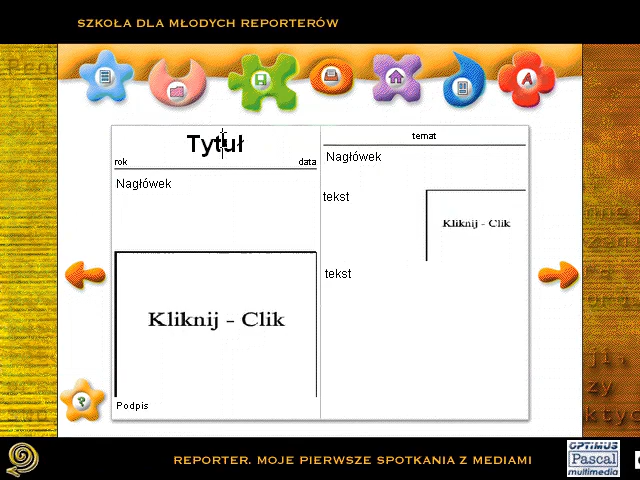 SZKOŁA DLA MŁODYCH REPORTERÓW
A
Tytuł
rok data
Nagłówek
Kliknij - Clik
Podpis
temat
Nagłówek
tekst
Kliknij - Clik
tekst
?
REPORTER. MOJE PIERWSZE SPOTKANIA Z MEDIAMI
OPTIMUS
Pascal
multimedia